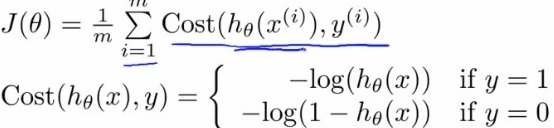 J(θ) = 1/m ∑_{i=1}^{m} Cost(h_θ(x^{(i)}), y^{(i)})
Cost(h_θ(x), y) = { −log(h_θ(x)) if y = 1
−log(1 − h_θ(x)) if y = 0